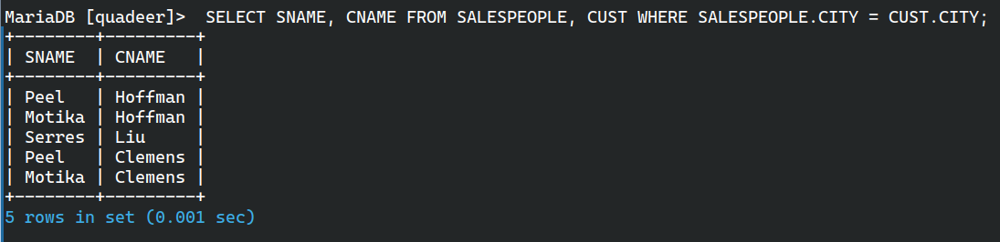 MariaDB [quadeer]>  SELECT SNAME, CNAME FROM SALESPEOPLE, CUST WHERE SALESPEOPLE.CITY = CUST.CITY;
+--------+---------+
| SNAME  | CNAME   |
+--------+---------+
| Peel   | Hoffman |
| Motika | Hoffman |
| Serres | Liu     |
| Peel   | Clemens |
| Motika | Clemens |
+--------+---------+
5 rows in set (0.001 sec)